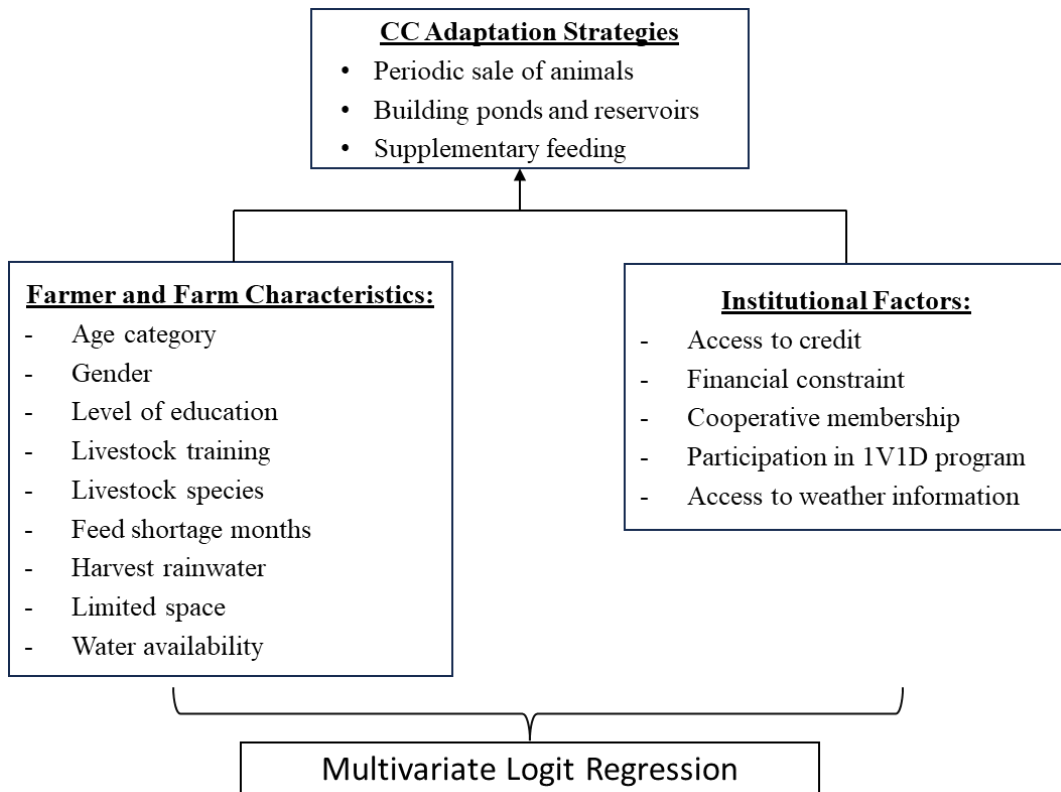 CC Adaptation Strategies
• Periodic sale of animals
• Building ponds and reservoirs
• Supplementary feeding
Farmer and Farm Characteristics:
- Age category
- Gender
- Level of education
- Livestock training
- Livestock species
- Feed shortage months
- Harvest rainwater
- Limited space
- Water availability
Institutional Factors:
- Access to credit
- Financial constraint
- Cooperative membership
- Participation in 1V1D program
- Access to weather information
Multivariate Logit Regression